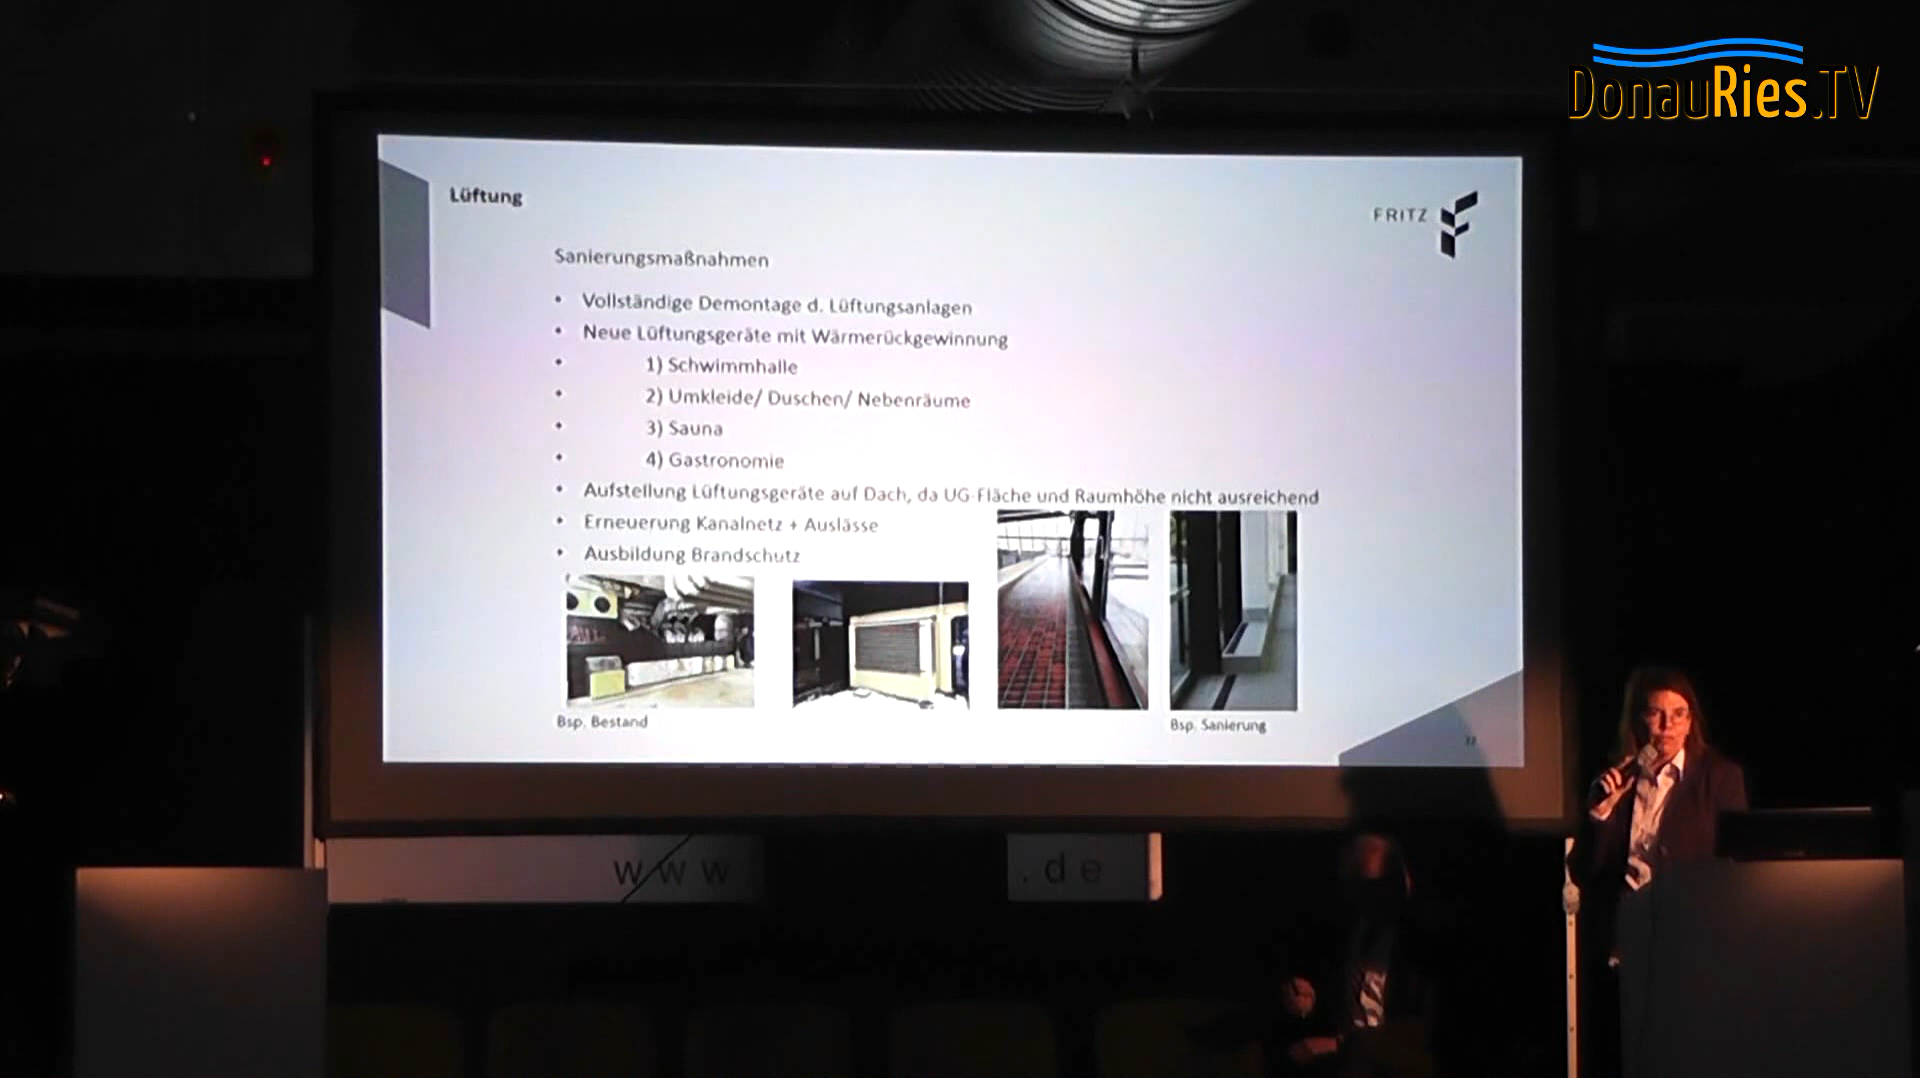 DonauRies.TV
Lüftung
FRITZ
Sanierungsmaßnahmen
• Vollständige Demontage d. Lüftungsanlagen
• Neue Lüftungsgeräte mit Wärmerückgewinnung
• 1) Schwimmhalle
• 2) Umkleide/ Duschen/ Nebenräume
• 3) Sauna
• 4) Gastronomie
• Aufstellung Lüftungsgeräte auf Dach, da UG-Fläche und Raumhöhe nicht ausreichend
• Erneuerung Kanalnetz + Auslässe
• Ausbildung Brandschutz
Bsp. Bestand
Bsp. Sanierung
www
.de